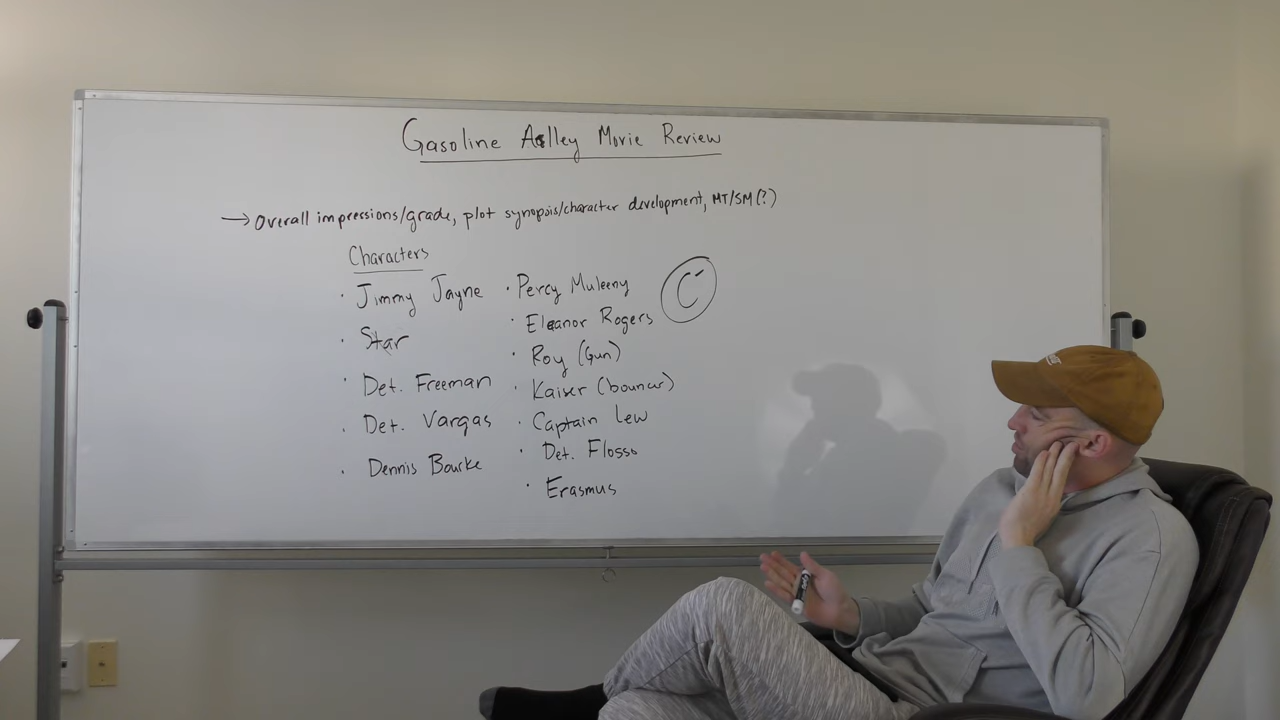 Gasoline Alley Movie Review
→ Overall impressions/grade, plot synopsis/character development, MT/SM(?)
Characters
· Jimmy Jayne
· Star
· Det. Freeman
· Det. Vargas
· Dennis Bourke
· Percy Muleeny
· Eleanor Rogers
· Roy (Gun)
· Kaiser (bouncer)
· Captain Lew
· Det. Flosso
· Erasmus
C-